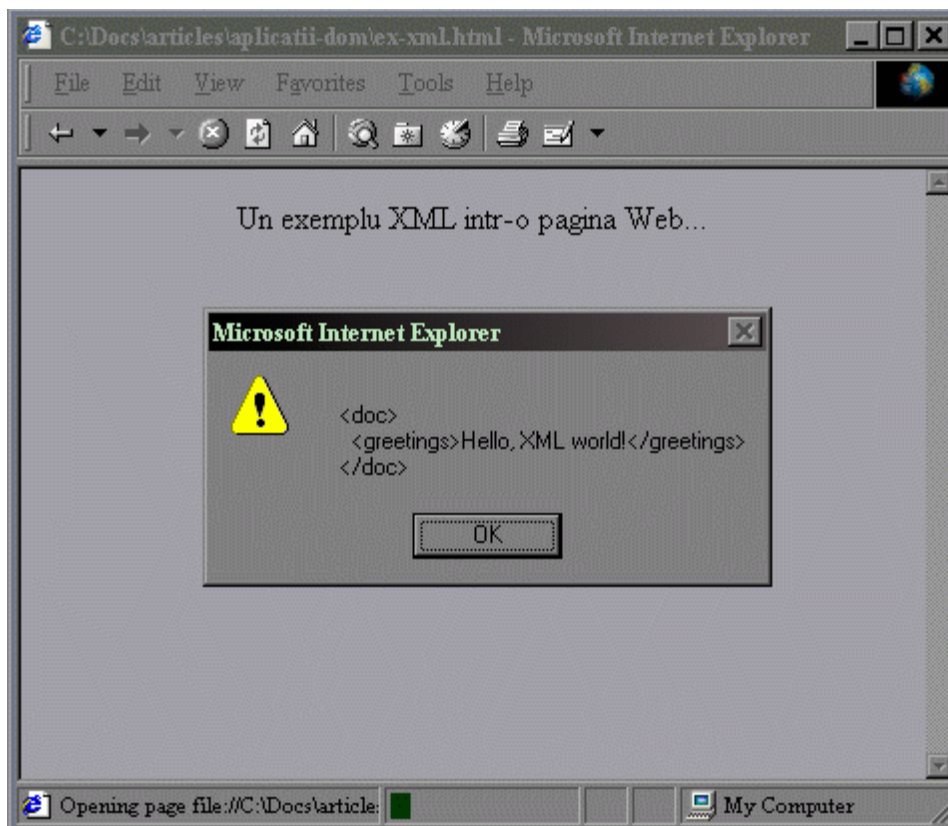 C:\Docs\articles\aplicatii-dom\ex-xml.html - Microsoft Internet Explorer
File Edit View Favorites Tools Help
Un exemplu XML intr-o pagina Web...
Microsoft Internet Explorer
<doc>
<greetings>Hello, XML world!</greetings>
</doc>
OK
Opening page file://C:\Docs\article: My Computer